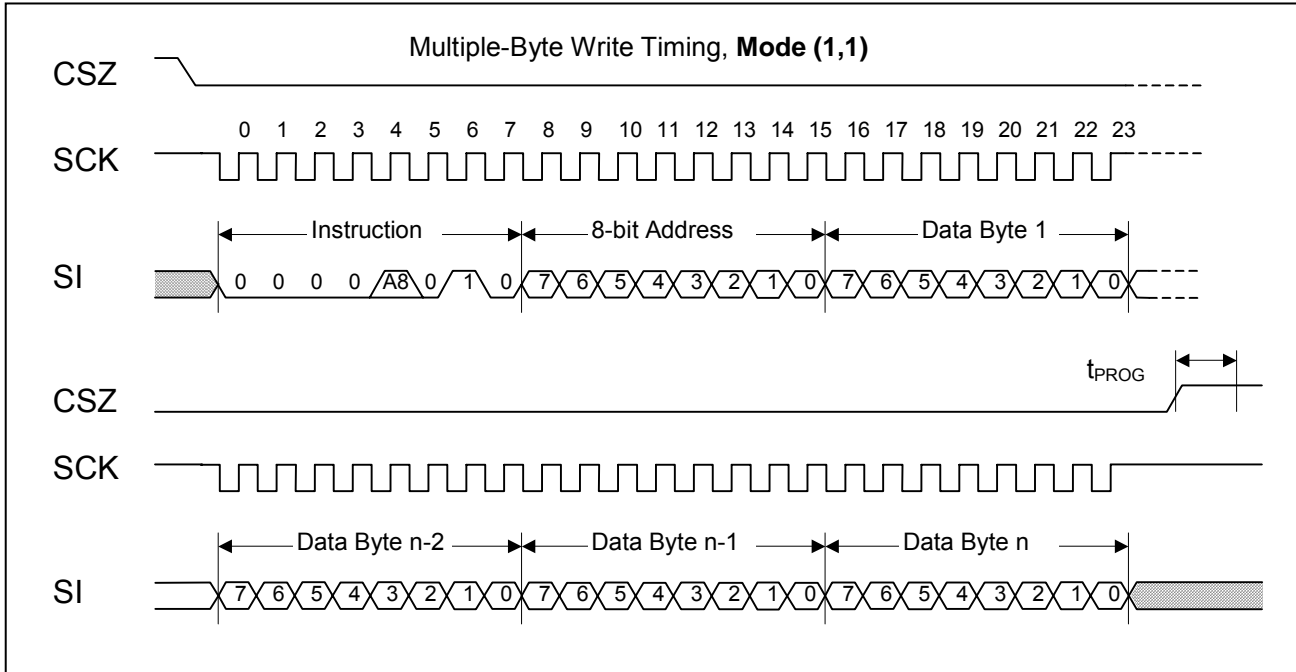 Multiple-Byte Write Timing, Mode (1,1)
CSZ
0 1 2 3 4 5 6 7 8 9 10 11 12 13 14 15 16 17 18 19 20 21 22 23
SCK
Instruction 8-bit Address Data Byte 1
SI 0 0 0 0 A8 0 1 0 7 6 5 4 3 2 1 0 7 6 5 4 3 2 1 0
tPROG
CSZ
SCK
Data Byte n-2 Data Byte n-1 Data Byte n
SI 7 6 5 4 3 2 1 0 7 6 5 4 3 2 1 0 7 6 5 4 3 2 1 0